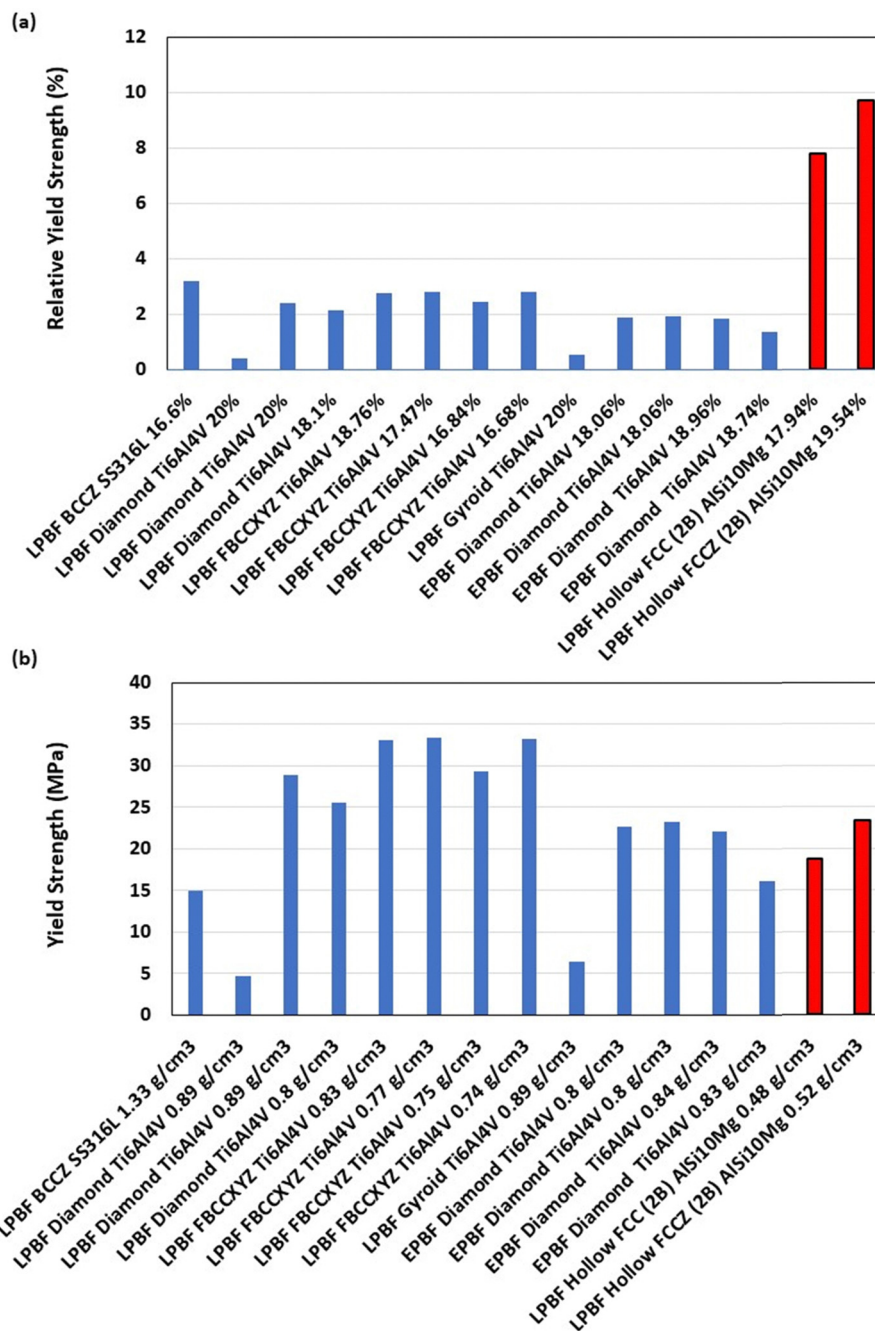 (a)
Relative Yield Strength (%)
12
10
8
6
4
2
0
LPBF BCCZ SS316L 16.6%
LPBF Diamond Ti6Al4V 20%
LPBF Diamond Ti6Al4V 20%
LPBF Diamond Ti6Al4V 18.1%
LPBF FBCCXYZ Ti6Al4V 18.76%
LPBF FBCCXYZ Ti6Al4V 17.47%
LPBF FBCCXYZ Ti6Al4V 16.84%
LPBF FBCCXYZ Ti6Al4V 16.68%
LPBF Gyroid Ti6Al4V 20%
EPBF Diamond Ti6Al4V 18.06%
EPBF Diamond Ti6Al4V 18.06%
EPBF Diamond Ti6Al4V 18.96%
EPBF Diamond Ti6Al4V 18.74%
LPBF Hollow FCC (2B) AlSi10Mg 17.94%
LPBF Hollow FCCZ (2B) AlSi10Mg 19.54%
(b)
Yield Strength (MPa)
40
35
30
25
20
15
10
5
0
LPBF BCCZ SS316L 1.33 g/cm3
LPBF Diamond Ti6Al4V 0.89 g/cm3
LPBF Diamond Ti6Al4V 0.89 g/cm3
LPBF Diamond Ti6Al4V 0.8 g/cm3
LPBF FBCCXYZ Ti6Al4V 0.83 g/cm3
LPBF FBCCXYZ Ti6Al4V 0.77 g/cm3
LPBF FBCCXYZ Ti6Al4V 0.75 g/cm3
LPBF FBCCXYZ Ti6Al4V 0.74 g/cm3
LPBF Gyroid Ti6Al4V 0.89 g/cm3
EPBF Diamond Ti6Al4V 0.8 g/cm3
EPBF Diamond Ti6Al4V 0.8 g/cm3
EPBF Diamond Ti6Al4V 0.84 g/cm3
EPBF Diamond Ti6Al4V 0.83 g/cm3
LPBF Hollow FCC (2B) AlSi10Mg 0.48 g/cm3
LPBF Hollow FCCZ (2B) AlSi10Mg 0.52 g/cm3